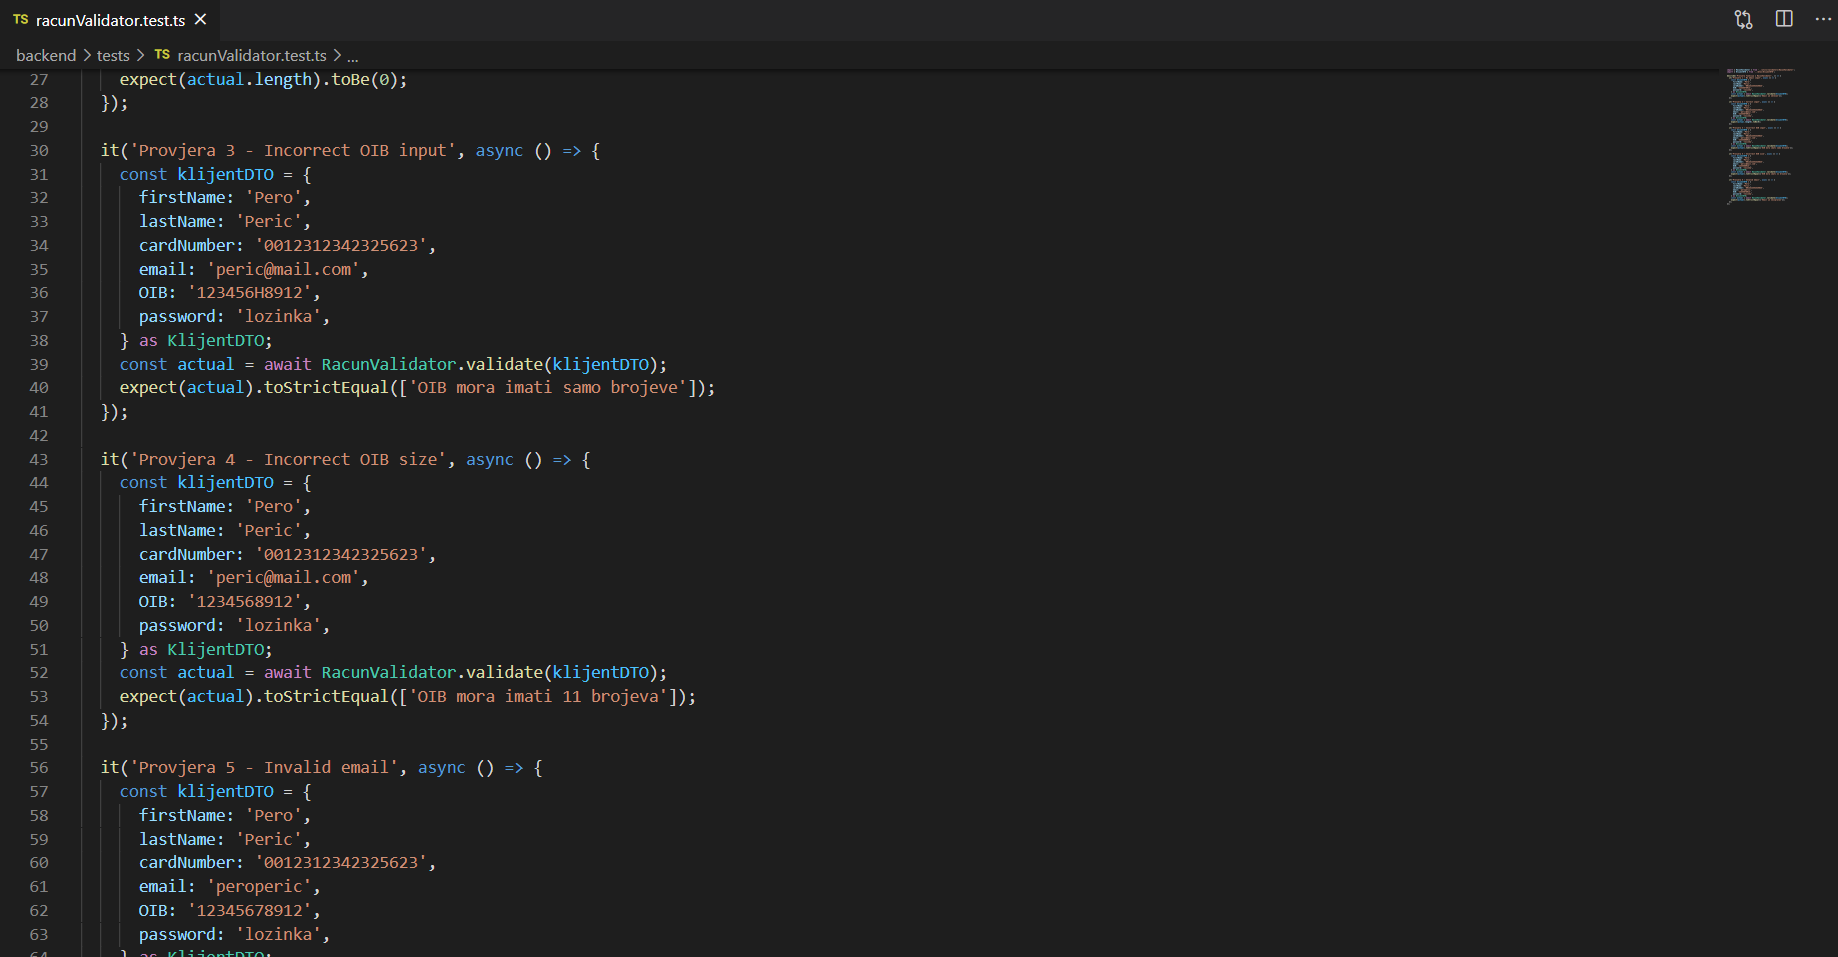 TS racunValidator.test.ts ×
backend > tests > TS racunValidator.test.ts > ...
27 expect(actual.length).toBe(0);
28 });
29
30 it('Provjera 3 - Incorrect OIB input', async () => {
31 const klijentDTO = {
32 firstName: 'Pero',
33 lastName: 'Peric',
34 cardNumber: '0012312342325623',
35 email: 'peric@mail.com',
36 OIB: '123456H8912',
37 password: 'lozinka',
38 } as KlijentDTO;
39 const actual = await RacunValidator.validate(klijentDTO);
40 expect(actual).toStrictEqual(['OIB mora imati samo brojeve']);
41 });
42
43 it('Provjera 4 - Incorrect OIB size', async () => {
44 const klijentDTO = {
45 firstName: 'Pero',
46 lastName: 'Peric',
47 cardNumber: '0012312342325623',
48 email: 'peric@mail.com',
49 OIB: '1234568912',
50 password: 'lozinka',
51 } as KlijentDTO;
52 const actual = await RacunValidator.validate(klijentDTO);
53 expect(actual).toStrictEqual(['OIB mora imati 11 brojeva']);
54 });
55
56 it('Provjera 5 - Invalid email', async () => {
57 const klijentDTO = {
58 firstName: 'Pero',
59 lastName: 'Peric',
60 cardNumber: '0012312342325623',
61 email: 'peroperic',
62 OIB: '12345678912',
63 password: 'lozinka',
64 } as KlijentDTO;